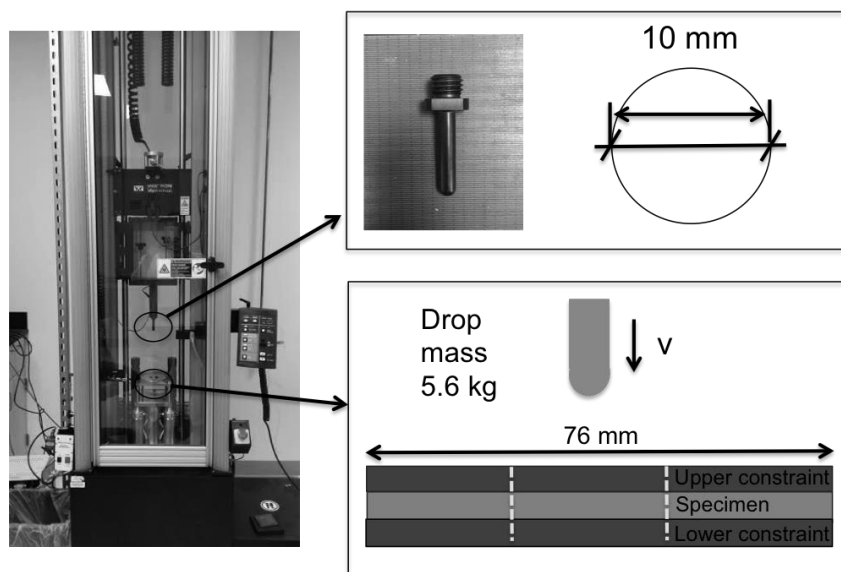 10 mm
Drop
mass
5.6 kg
v
76 mm
Upper constraint
Specimen
Lower constraint